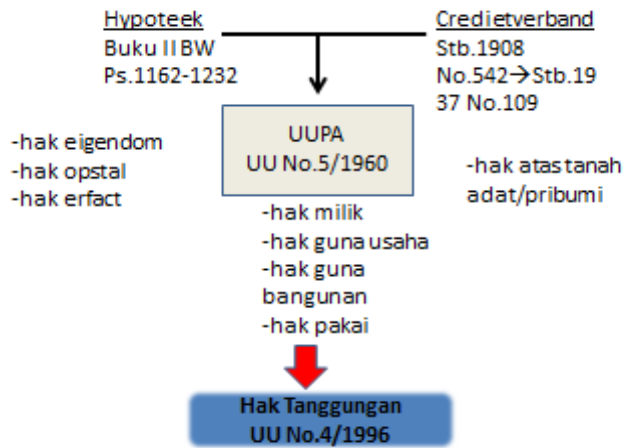 Hypoteek
Buku II BW
Ps.1162-1232
Credietverband
Stb.1908
No.542→Stb.19
37 No.109
-hak eigendom
-hak opstal
-hak erfact
UUPA
UU No.5/1960
-hak atas tanah
adat/pribumi
-hak milik
-hak guna usaha
-hak guna
bangunan
-hak pakai
Hak Tanggungan
UU No.4/1996